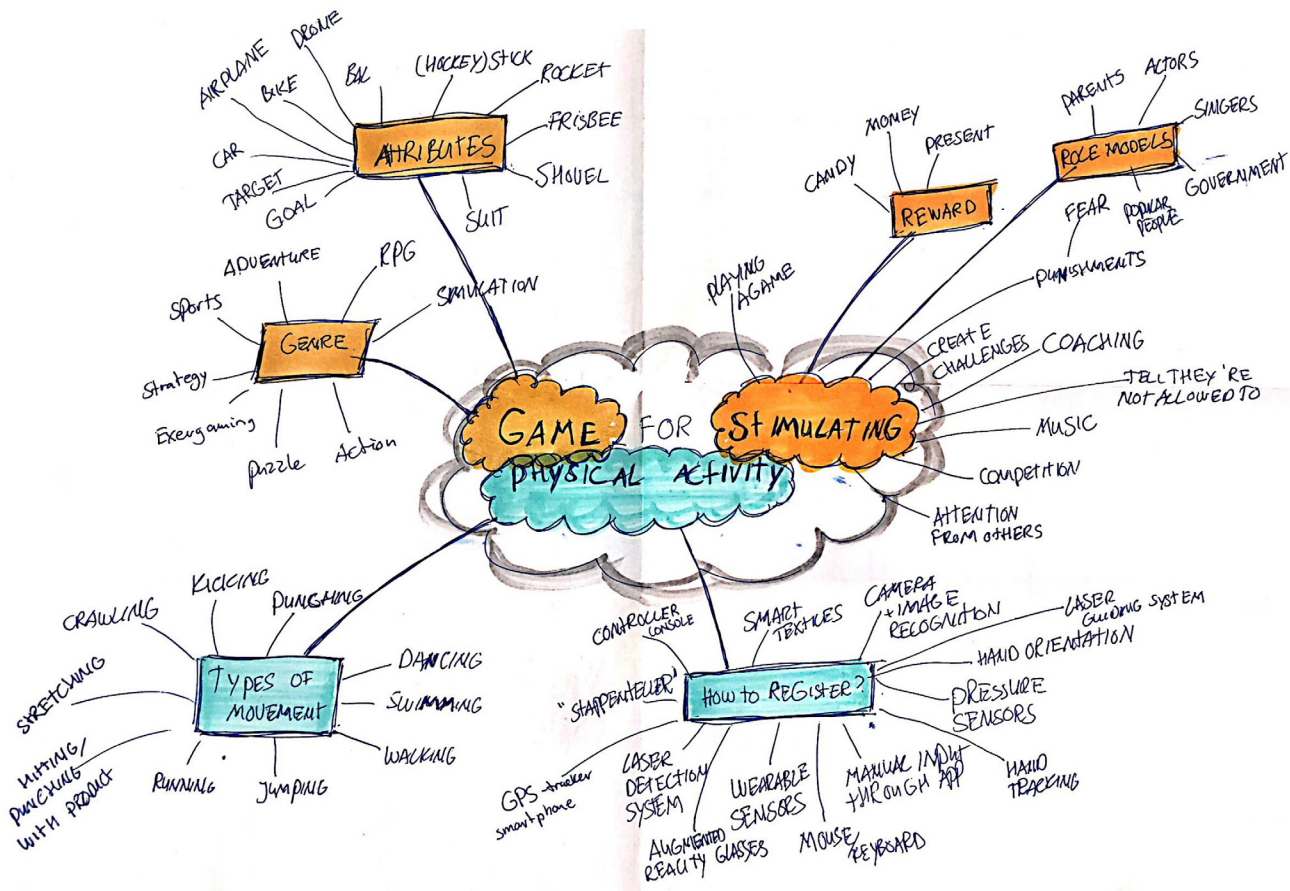 DRONE
AIRPLANE
BIKE
BAL
(HOCKEY)STICK
ROCKET
FRISBEE
ATTRIBUTES
CAR
TARGET
GOAL
SUIT
SHOVEL
ADVENTURE
RPG
SIMULATION
Sports
GENRE
Strategy
Exergaming
Puzzle
Action
PARENTS
ACTORS
SINGERS
ROLE MODELS
GOVERNMENT
POPULAR
PEOPLE
MONEY
PRESENT
CANDY
REWARD
FEAR
PUNISHMENTS
PLAYING
A GAME
CREATE
CHALLENGES
COACHING
TELL THEY'RE
NOT ALLOWED TO
MUSIC
COMPETITION
ATTENTION
FROM OTHERS
GAME FOR STIMULATING
PHYSICAL ACTIVITY
CRAWLING
KICKING
PUNCHING
STRETCHING
TYPES OF
MOVEMENT
DANCING
SWIMMING
WALKING
HITTING/
PUNCHING
WITH PRODUCT
RUNNING
JUMPING
CONTROLLER
CONSOLE
SMART
TEXTILES
CAMERA
+ IMAGE
RECOGNITION
LASER
GUIDING SYSTEM
HAND ORIENTATION
"STAPPENTELLER"
HOW TO REGISTER?
PRESSURE
SENSORS
GPS-tracker
smartphone
LASER
DETECTION
SYSTEM
AUGMENTED
REALITY GLASSES
WEARABLE
SENSORS
MOUSE/
KEYBOARD
MANUAL INPUT
THROUGH APP
HAND
TRACKING